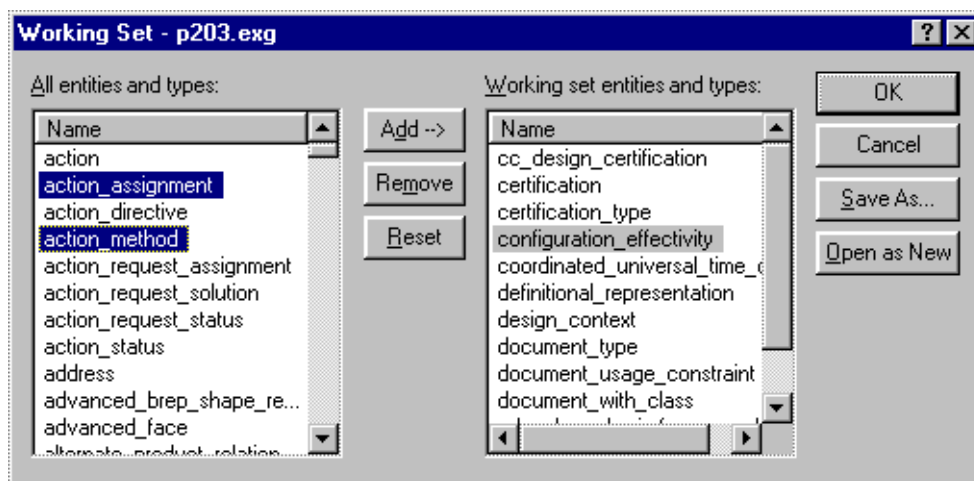 Working Set - p203.exg
All entities and types:
Name
action
action_assignment
action_directive
action_method
action_request_assignment
action_request_solution
action_request_status
action_status
address
advanced_brep_shape_re...
advanced_face
alternate_product_relation
Add -->
Remove
Reset
Working set entities and types:
Name
cc_design_certification
certification
certification_type
configuration_effectivity
coordinated_universal_time_
definitional_representation
design_context
document_type
document_usage_constraint
document_with_class
OK
Cancel
Save As...
Open as New